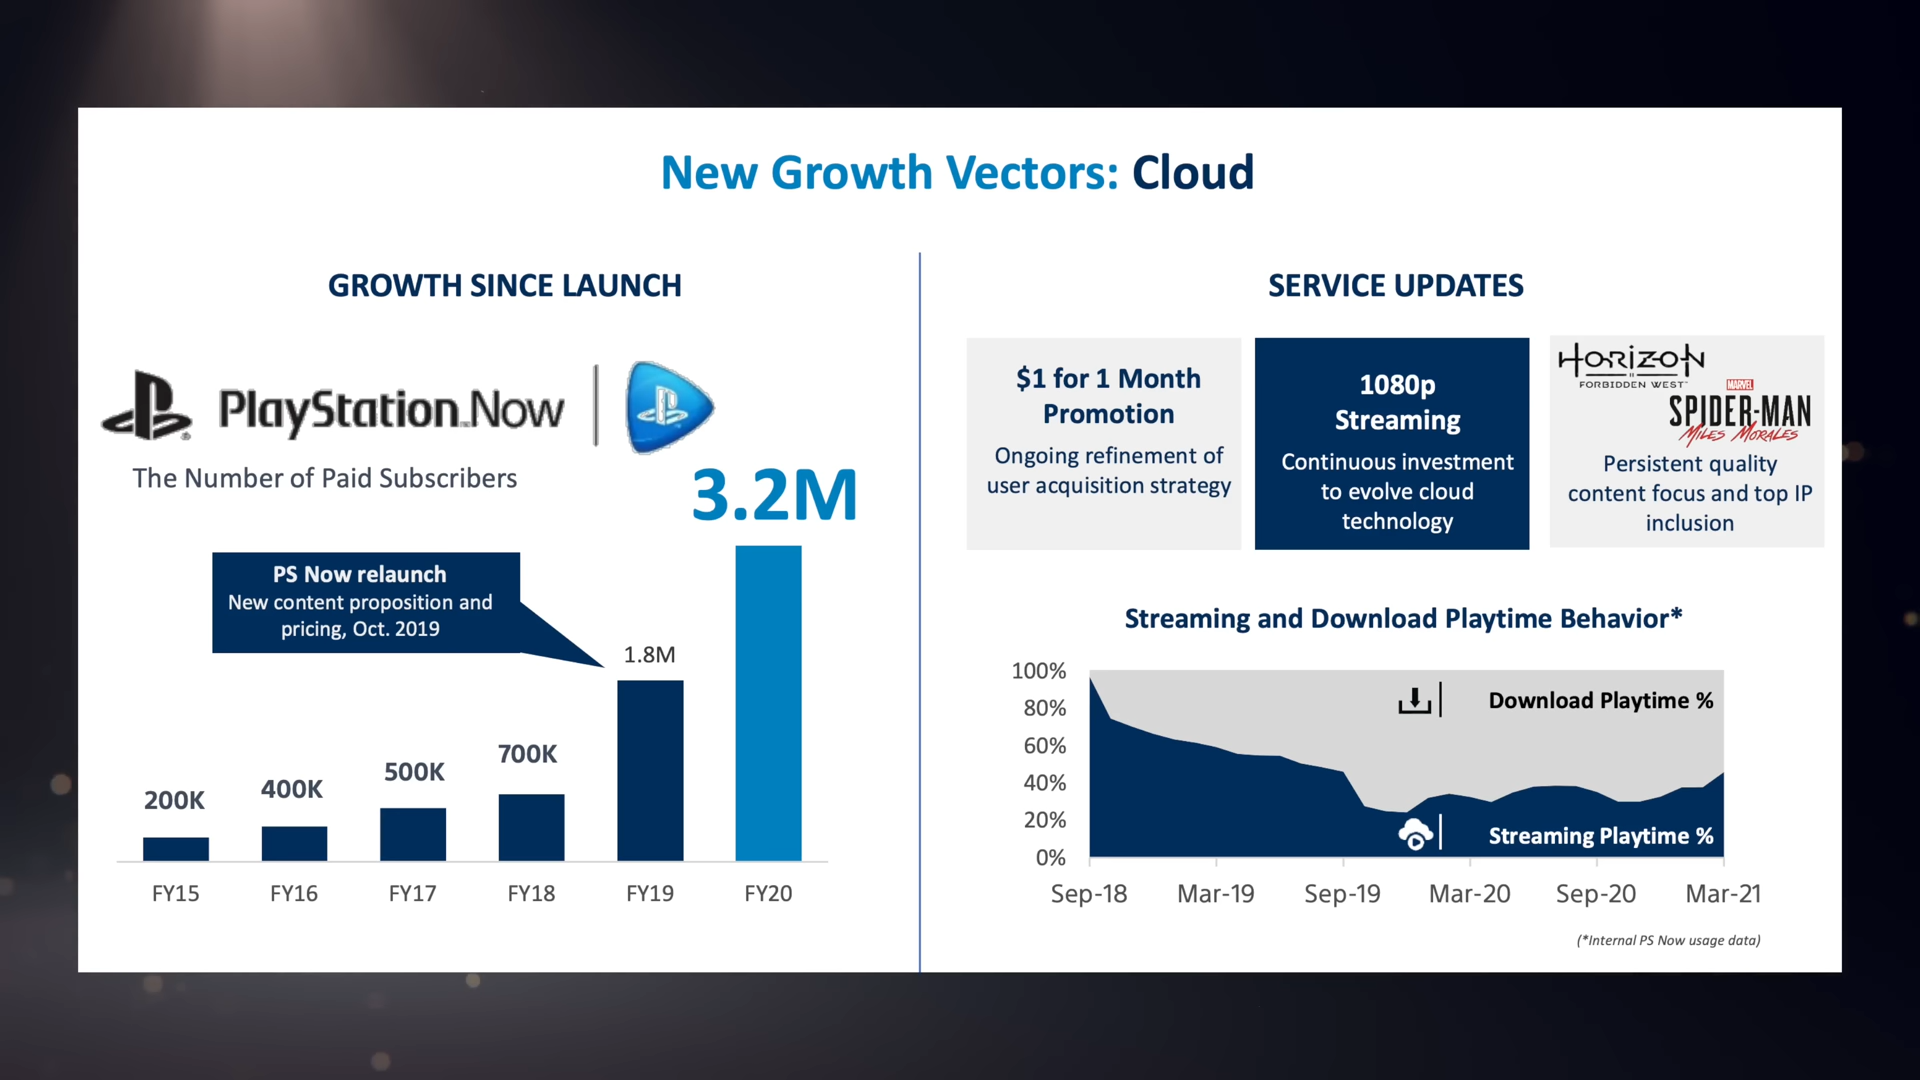 New Growth Vectors: Cloud
GROWTH SINCE LAUNCH
PlayStation™Now
The Number of Paid Subscribers
3.2M
PS Now relaunch
New content proposition and
pricing, Oct. 2019
1.8M
700K
500K
400K
200K
FY15 FY16 FY17 FY18 FY19 FY20
SERVICE UPDATES
$1 for 1 Month
Promotion
Ongoing refinement of
user acquisition strategy
1080p
Streaming
Continuous investment
to evolve cloud
technology
HORIZON
II
FORBIDDEN WEST™
MARVEL
SPIDER-MAN
MILES MORALES
Persistent quality
content focus and top IP
inclusion
Streaming and Download Playtime Behavior*
100%
80%
60%
40%
20%
0%
Download Playtime %
Streaming Playtime %
Sep-18 Mar-19 Sep-19 Mar-20 Sep-20 Mar-21
(*Internal PS Now usage data)